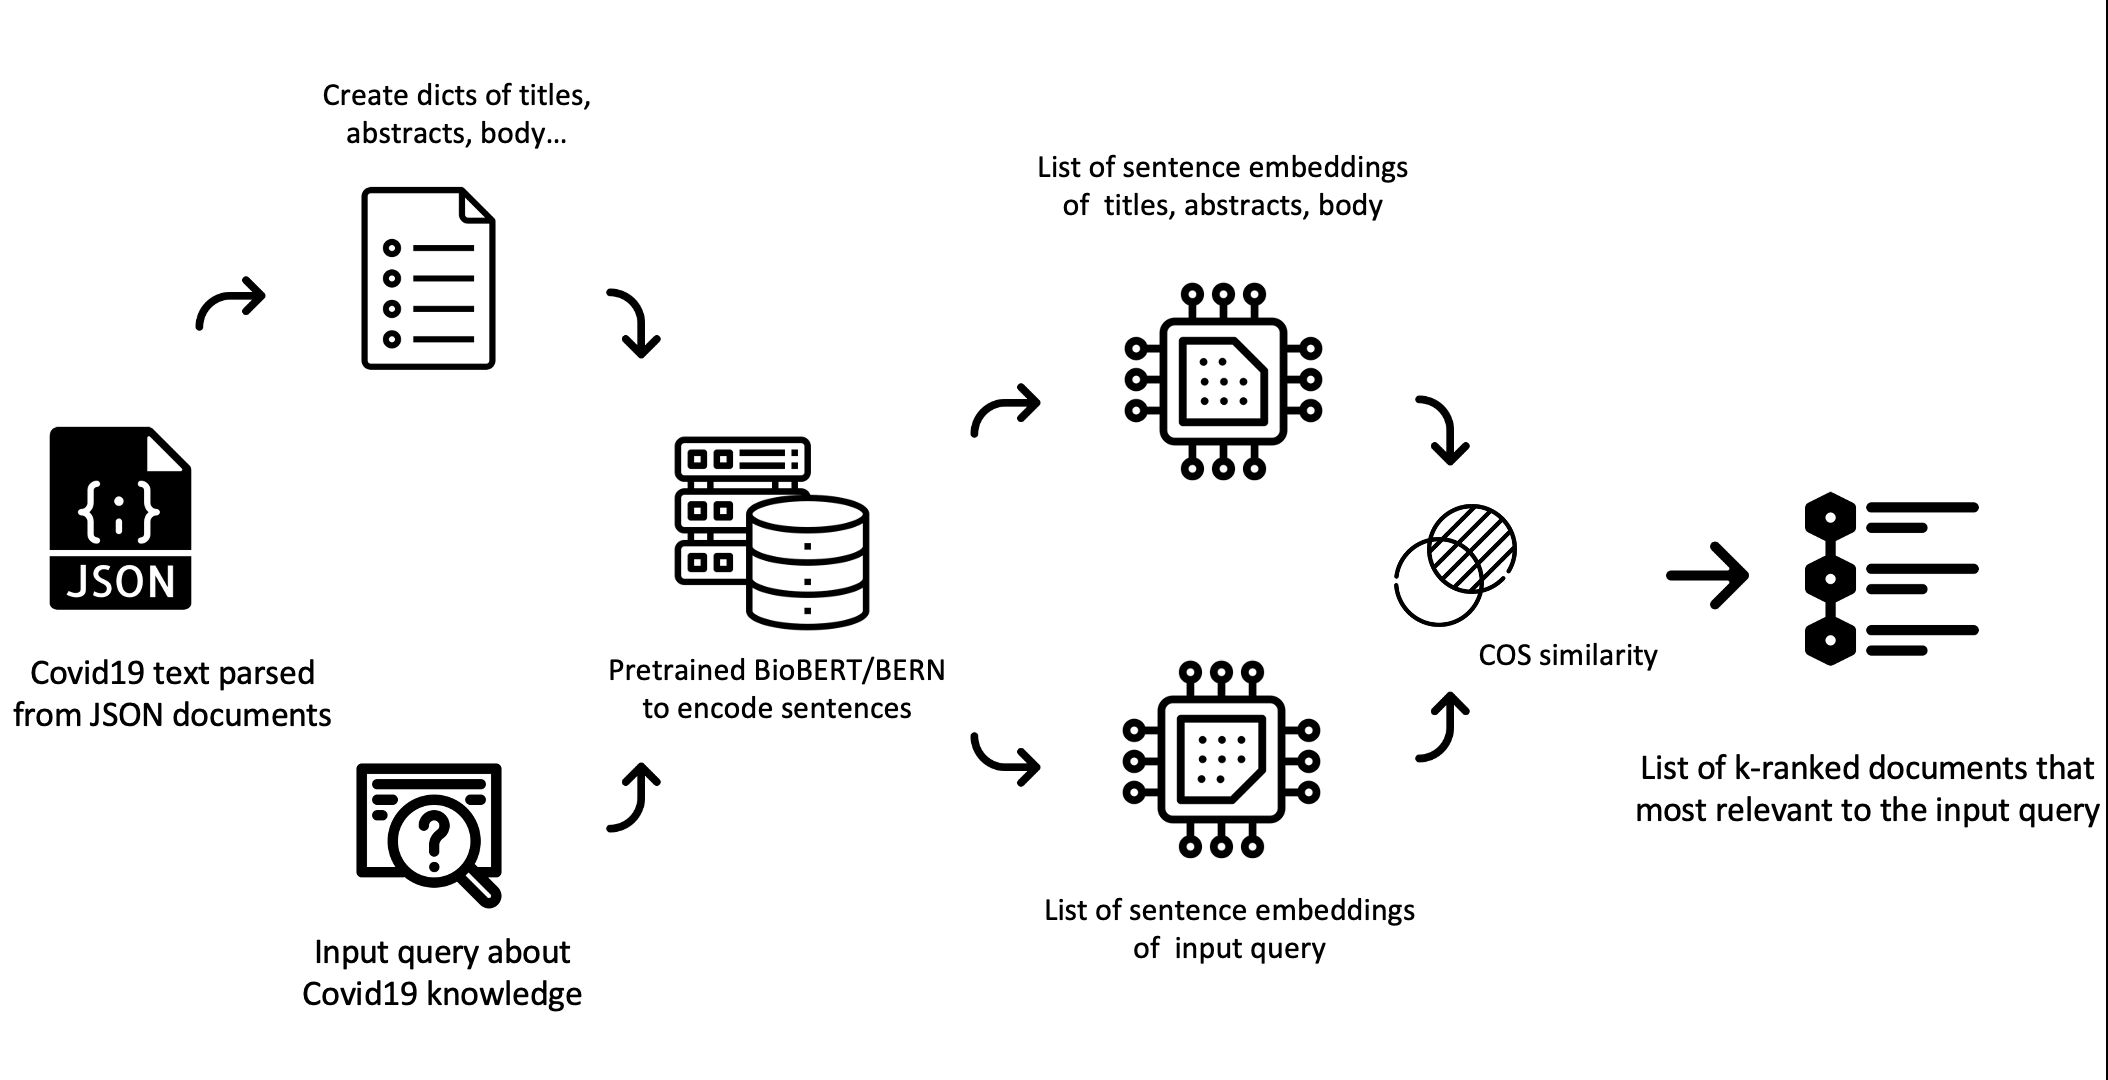 Create dicts of titles,
abstracts, body...
List of sentence embeddings
of titles, abstracts, body
{;}
JSON
Covid19 text parsed
from JSON documents
Pretrained BioBERT/BERN
to encode sentences
COS similarity
?
Input query about
Covid19 knowledge
List of sentence embeddings
of input query
List of k-ranked documents that
most relevant to the input query